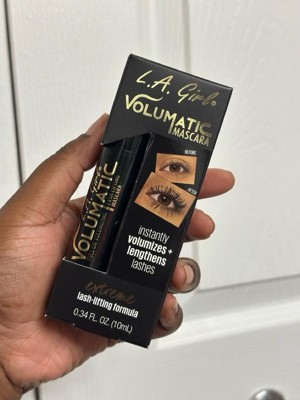 L.A. Girl®
VOLUMATIC
MASCARA
BEFORE
AFTER
instantly
volumizes +
lengthens
lashes
VOLUMATIC
MASCARA
extreme
lash-lifting formula
0.34 FL. OZ. (10mL)